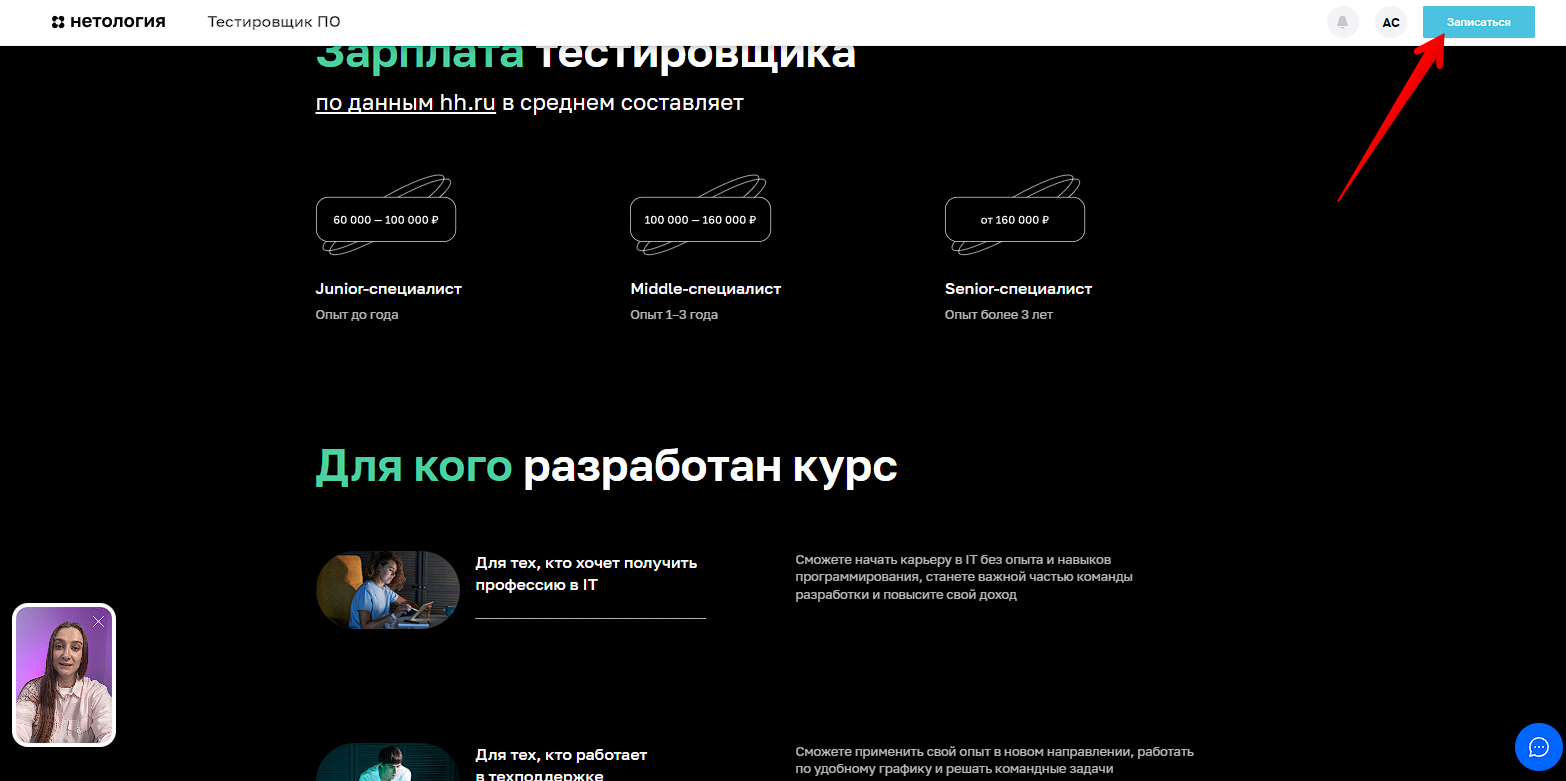 нетология
Тестировщик ПО
АС
Записаться
Зарплата тестировщика
по данным hh.ru в среднем составляет
60 000 — 100 000 ₽
100 000 — 160 000 ₽
от 160 000 ₽
Junior-специалист
Middle-специалист
Senior-специалист
Опыт до года
Опыт 1–3 года
Опыт более 3 лет
Для кого разработан курс
Для тех, кто хочет получить
профессию в IT
Сможете начать карьеру в IT без опыта и навыков
программирования, станете важной частью команды
разработки и повысите свой доход
Для тех, кто работает
в техподдержке
Сможете применить свой опыт в новом направлении, работать
по удобному графику и решать командные задачи